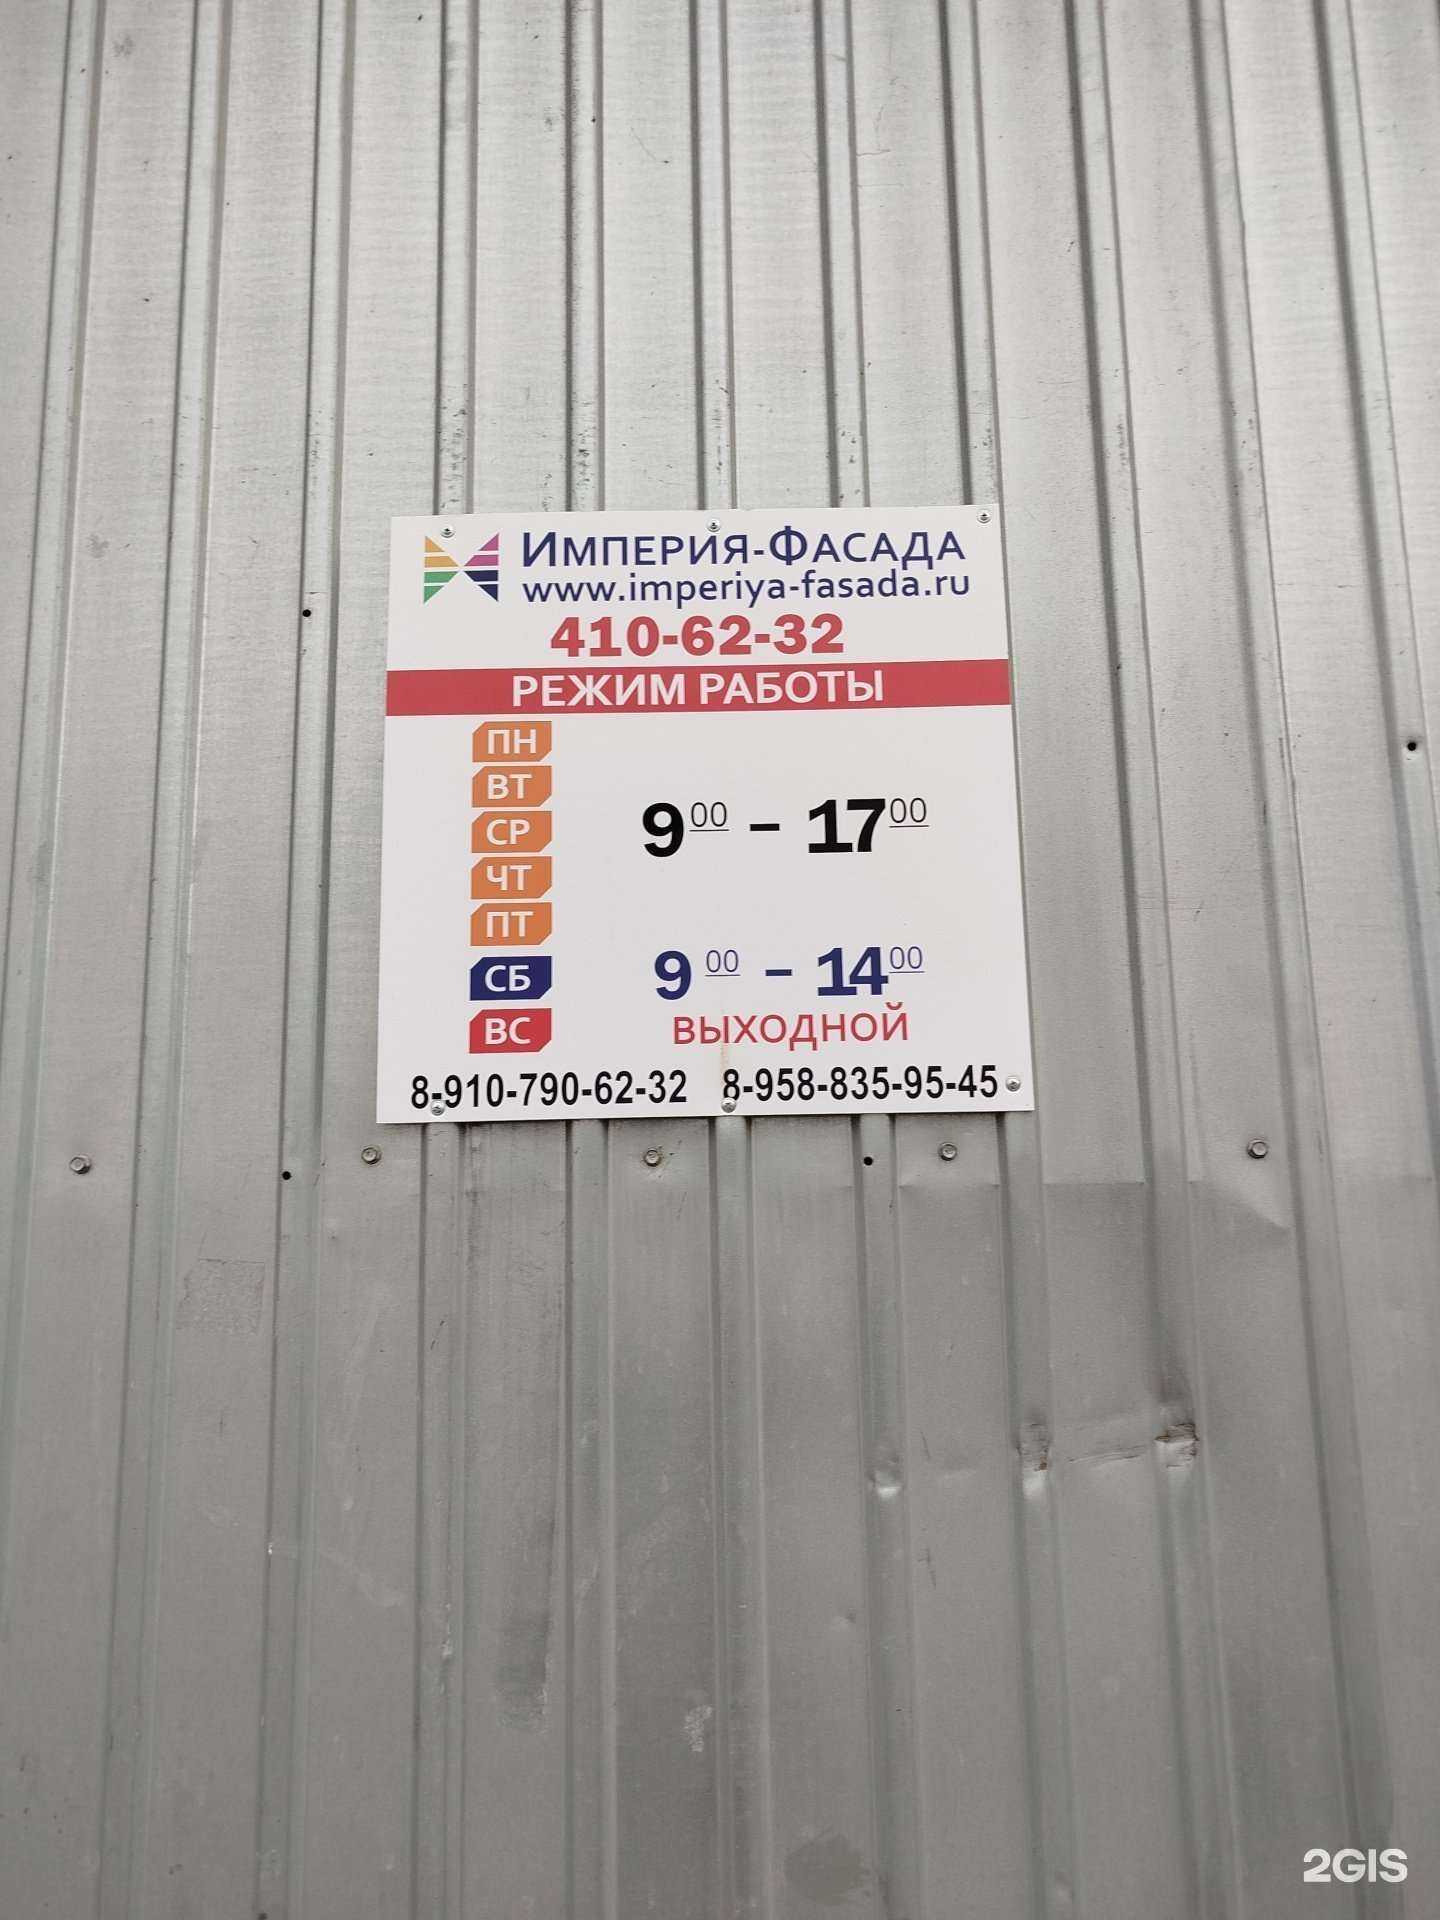 Империя-Фасада
www.imperiya-fasada.ru
410-62-32
РЕЖИМ РАБОТЫ
ПН
ВТ
СР
ЧТ
ПТ
9 00 - 17 00
СБ 9 00 - 14 00
ВС ВЫХОДНОЙ
8-910-790-62-32 8-958-835-95-45
2GIS